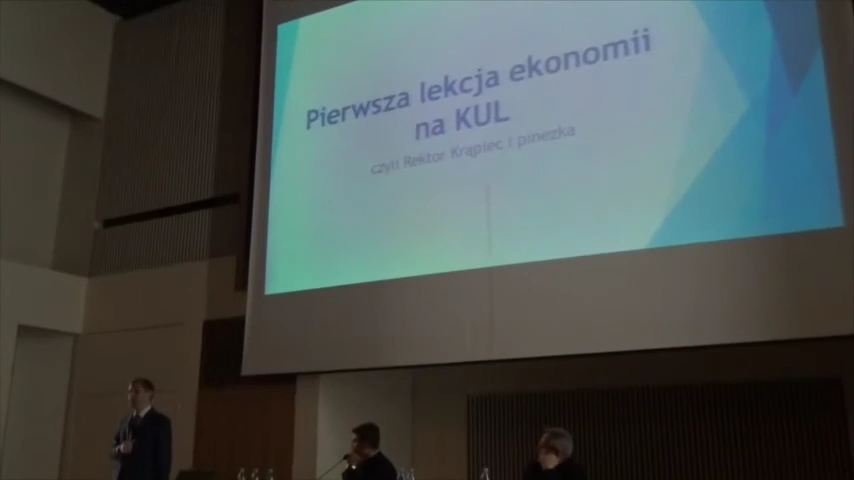 Pierwsza lekcja ekonomii
na KUL
czyli Rektor Krąpiec i pinezka